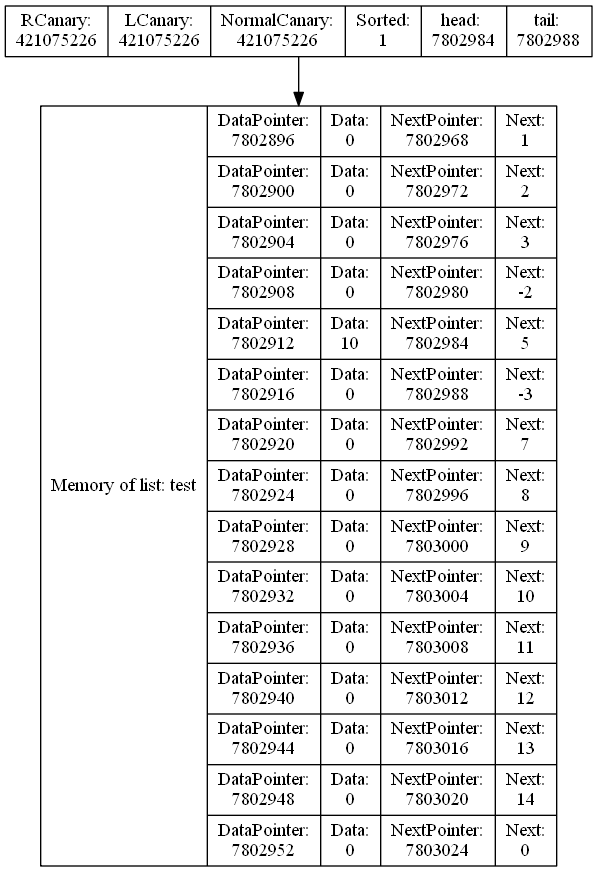 RCanary:
421075226
LCanary:
421075226
NormalCanary:
421075226
Sorted:
1
head:
7802984
tail:
7802988
Memory of list: test
DataPointer:
7802896
Data:
0
NextPointer:
7802968
Next:
1
DataPointer:
7802900
Data:
0
NextPointer:
7802972
Next:
2
DataPointer:
7802904
Data:
0
NextPointer:
7802976
Next:
3
DataPointer:
7802908
Data:
0
NextPointer:
7802980
Next:
-2
DataPointer:
7802912
Data:
10
NextPointer:
7802984
Next:
5
DataPointer:
7802916
Data:
0
NextPointer:
7802988
Next:
-3
DataPointer:
7802920
Data:
0
NextPointer:
7802992
Next:
7
DataPointer:
7802924
Data:
0
NextPointer:
7802996
Next:
8
DataPointer:
7802928
Data:
0
NextPointer:
7803000
Next:
9
DataPointer:
7802932
Data:
0
NextPointer:
7803004
Next:
10
DataPointer:
7802936
Data:
0
NextPointer:
7803008
Next:
11
DataPointer:
7802940
Data:
0
NextPointer:
7803012
Next:
12
DataPointer:
7802944
Data:
0
NextPointer:
7803016
Next:
13
DataPointer:
7802948
Data:
0
NextPointer:
7803020
Next:
14
DataPointer:
7802952
Data:
0
NextPointer:
7803024
Next:
0